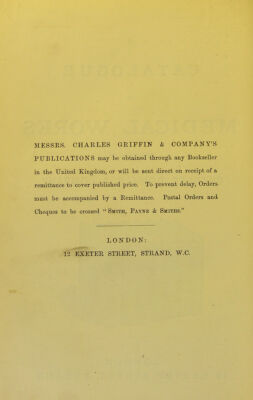 MESSRS. CHARLES GRIFFIN & COMPANY'S
PUBLICATIONS may be obtained through any Bookseller
in the United Kingdom, or will be sent direct on receipt of a
remittance to cover published price. To prevent delay, Orders
must be accompanied by a Remittance. Postal Orders and
Cheques to be crossed "Smith, Payne & Smiths."
LONDON:
12 EXETER STREET, STRAND, W.C.